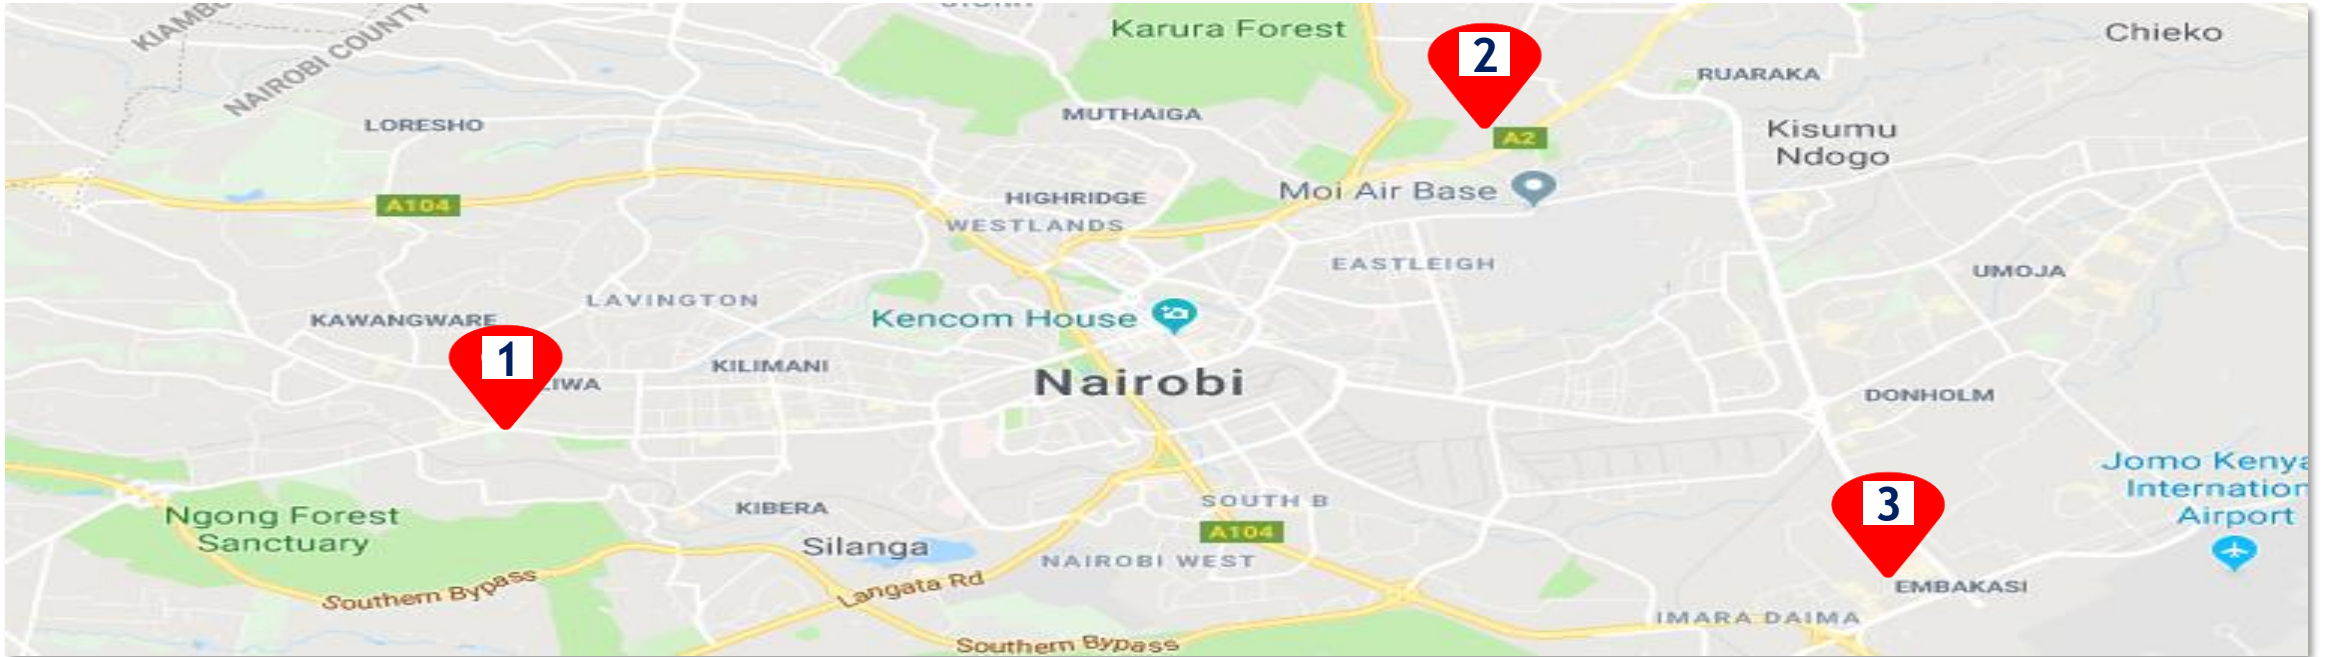 KIAMBU
NAIROBI COUNTY
Karura Forest
2
Chieko
RUARAKA
LORESHO
MUTHAIGA
A2
Kisumu
Ndogo
A104
HIGHRIDGE
Moi Air Base
WESTLANDS
EASTLEIGH
UMOJA
LAVINGTON
KAWANGWARE
Kencom House
1
IWA
KILIMANI
Nairobi
DONHOLM
Jomo Kenya
Internation
Airport
3
Ngong Forest
Sanctuary
KIBERA
SOUTH B
A104
Silanga
NAIROBI WEST
Southern Bypass
Langata Rd
EMBAKASI
IMARA DAIMA
Southern Bypass